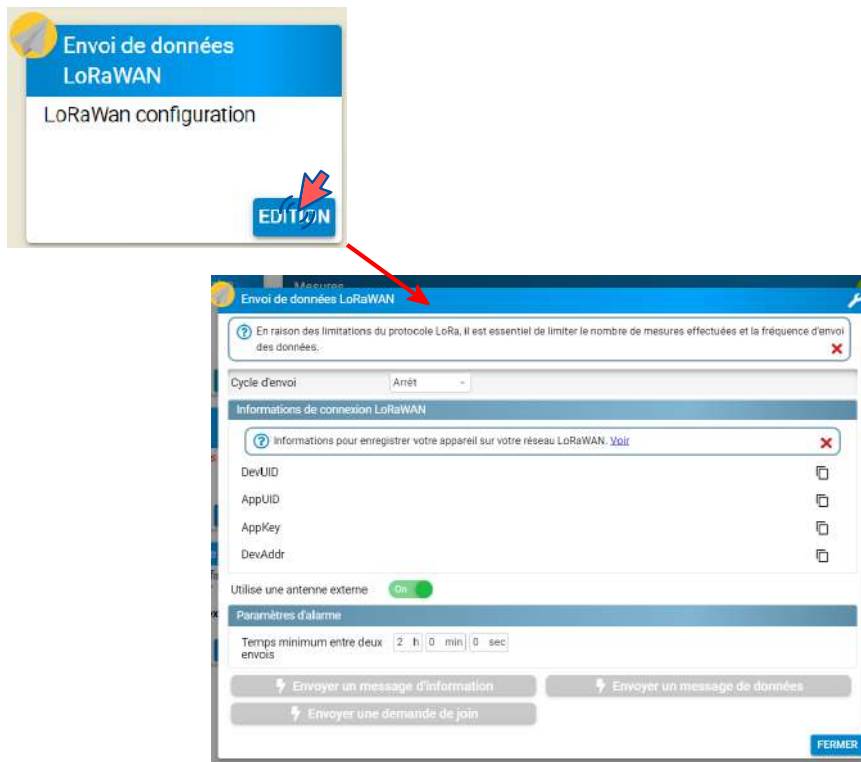 Envoi de données
LoRaWAN
LoRaWan configuration
EDITION
Mesures
Envoi de données LoRaWAN
En raison des limitations du protocole LoRa, il est essentiel de limiter le nombre de mesures effectuées et la fréquence d'envoi
des données.
Cycle d'envoi Arrêt
Informations de connexion LoRaWAN
Informations pour enregistrer votre appareil sur votre réseau LoRaWAN. Voir
DevUID
AppUID
AppKey
DevAddr
Utilise une antenne externe On
Paramètres d'alarme
Temps minimum entre deux 2 h 0 min 0 sec
envois
Envoyer un message d'information Envoyer un message de données
Envoyer une demande de join
FERMER